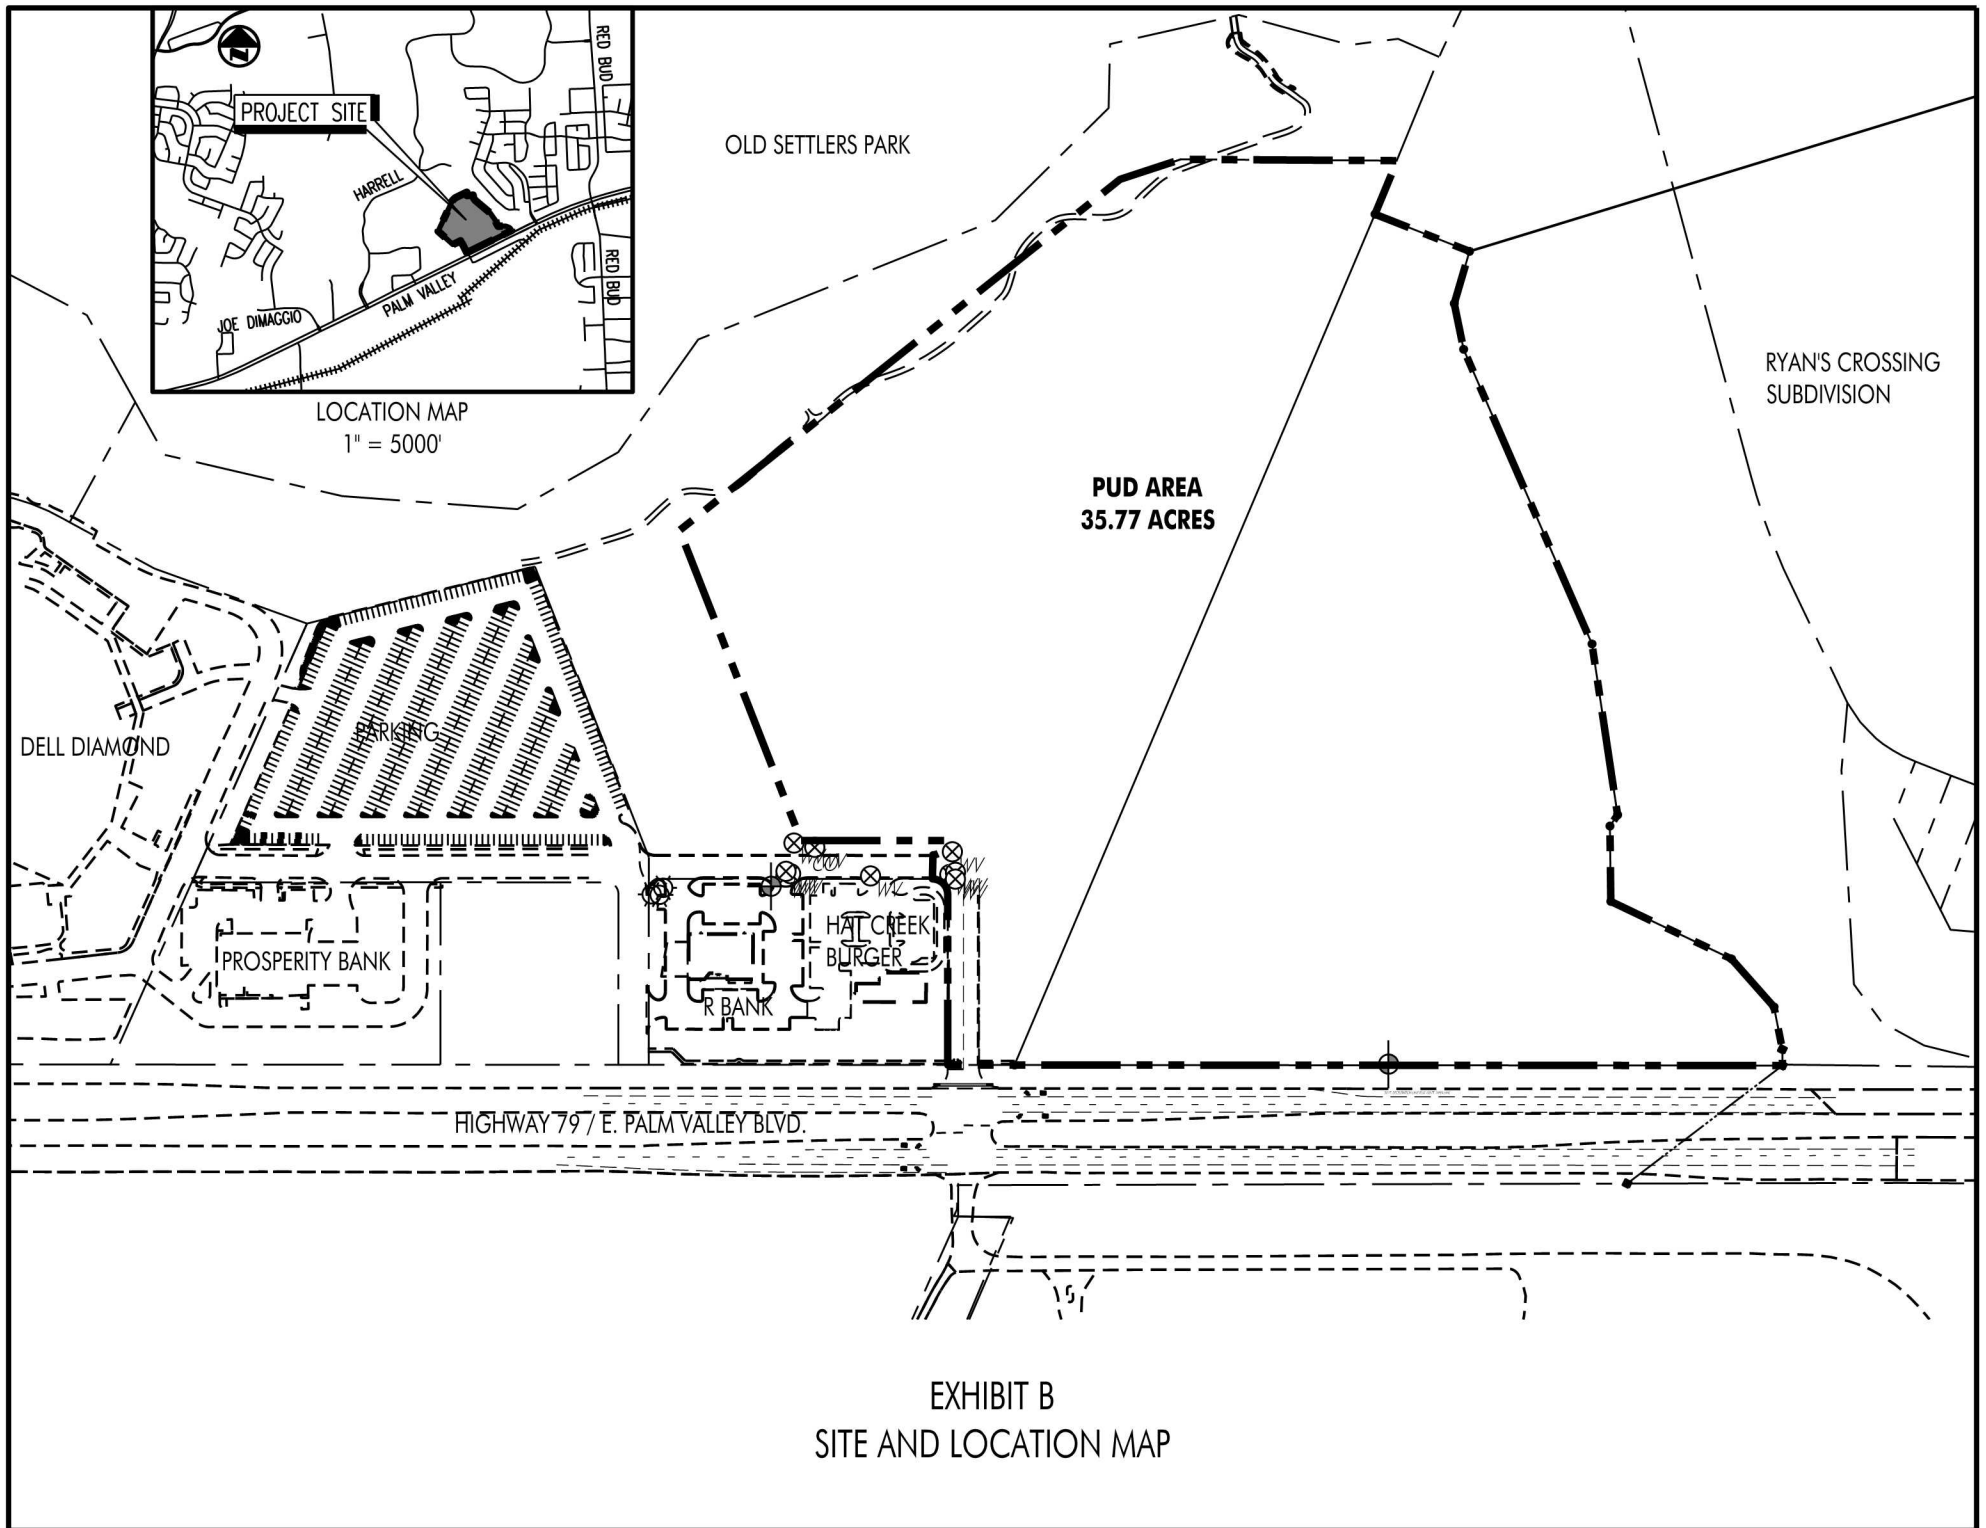 N
RED BUD
PROJECT SITE
HARRELL
RED BUD
PALM VALLEY
JOE DIMAGGIO
LOCATION MAP
1" = 5000'
OLD SETTLERS PARK
RYAN'S CROSSING
SUBDIVISION
PUD AREA
35.77 ACRES
PARKING
DELL DIAMOND
PROSPERITY BANK
HAT CREEK
BURGER
R BANK
HIGHWAY 79 / E. PALM VALLEY BLVD.
EXHIBIT B
SITE AND LOCATION MAP